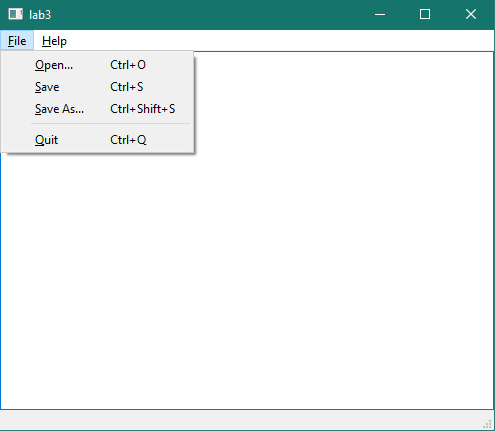 lab3
File Help
Open... Ctrl+O
Save Ctrl+S
Save As... Ctrl+Shift+S
Quit Ctrl+Q